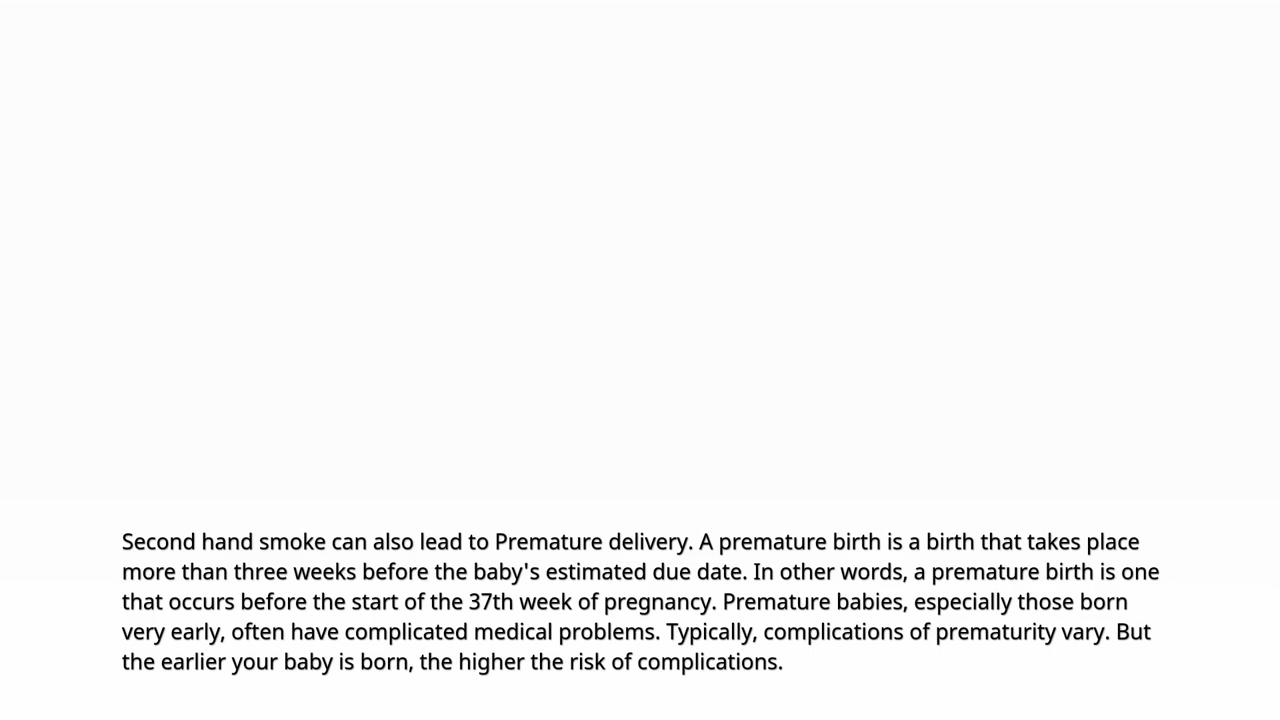 Second hand smoke can also lead to Premature delivery. A premature birth is a birth that takes place
more than three weeks before the baby's estimated due date. In other words, a premature birth is one
that occurs before the start of the 37th week of pregnancy. Premature babies, especially those born
very early, often have complicated medical problems. Typically, complications of prematurity vary. But
the earlier your baby is born, the higher the risk of complications.